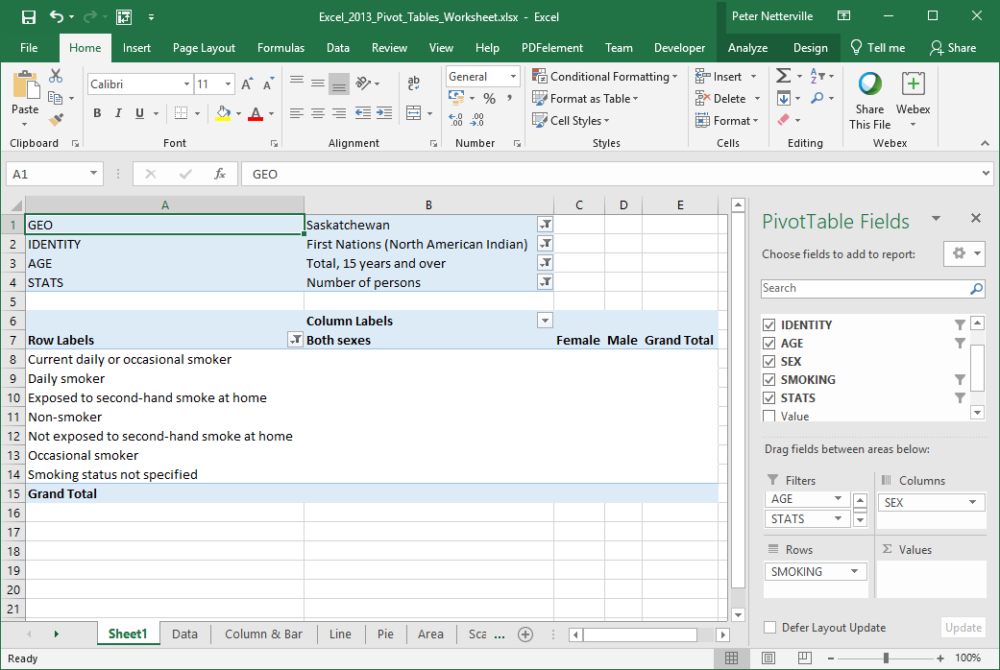 Excel_2013_Pivot_Tables_Worksheet.xlsx - Excel
Peter Netterville
File Home Insert Page Layout Formulas Data Review View Help PDFelement Team Developer Analyze Design Tell me Share
Paste
Calibri 11
B I U A
ab
General
% ,
Conditional Formatting
Format as Table
Cell Styles
Insert
Delete
Format
Share This File
Webex
Clipboard Font Alignment Number Styles Cells Editing Webex
A1 fx GEO
A B C D E
1 GEO Saskatchewan
2 IDENTITY First Nations (North American Indian)
3 AGE Total, 15 years and over
4 STATS Number of persons
5
6 Column Labels
7 Row Labels Both sexes Female Male Grand Total
8 Current daily or occasional smoker
9 Daily smoker
10 Exposed to second-hand smoke at home
11 Non-smoker
12 Not exposed to second-hand smoke at home
13 Occasional smoker
14 Smoking status not specified
15 Grand Total
16
17
18
19
20
21
PivotTable Fields
Choose fields to add to report:
Search
IDENTITY
AGE
SEX
SMOKING
STATS
Value
Drag fields between areas below:
Filters
AGE
STATS
Columns
SEX
Rows
SMOKING
Σ Values
Defer Layout Update Update
Sheet1 Data Column & Bar Line Pie Area Sca ...
Ready
100%